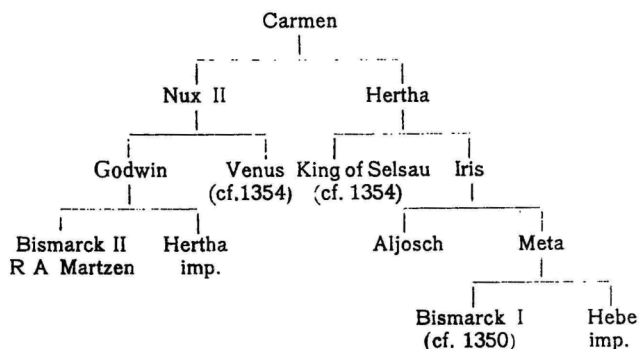 Carmen
Nux II Hertha
Godwin Venus King of Selsau Iris
(cf.1354) (cf. 1354)
Bismarck II Hertha Aljosch Meta
R A Martzen imp.
Bismarck I Hebe
(cf. 1350) imp.